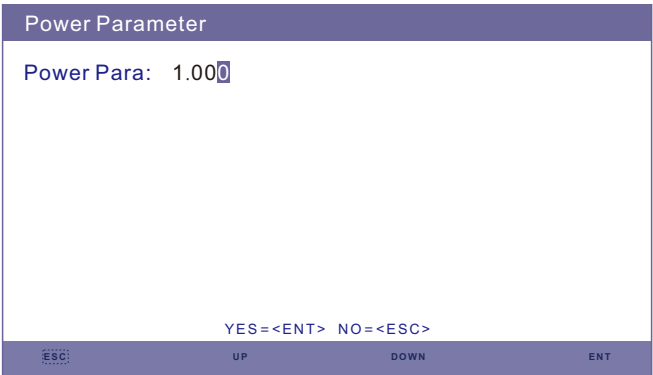 Power Parameter
Power Para: 1.000
YES=<ENT> NO=<ESC>
ESC UP DOWN ENT